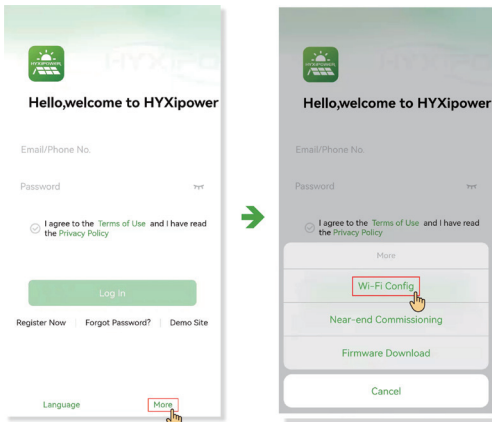 HYXIPOWER
Hello,welcome to HYXipower
Email/Phone No.
Password
I agree to the Terms of Use and I have read
the Privacy Policy
Log in
Register Now
Forgot Password?
Demo Site
Language
More
HYXIPOWER
Hello,welcome to HYXipower
Email/Phone No.
Password
I agree to the Terms of Use and I have read
the Privacy Policy
More
Wi-Fi Config
Near-end Commissioning
Firmware Download
Cancel